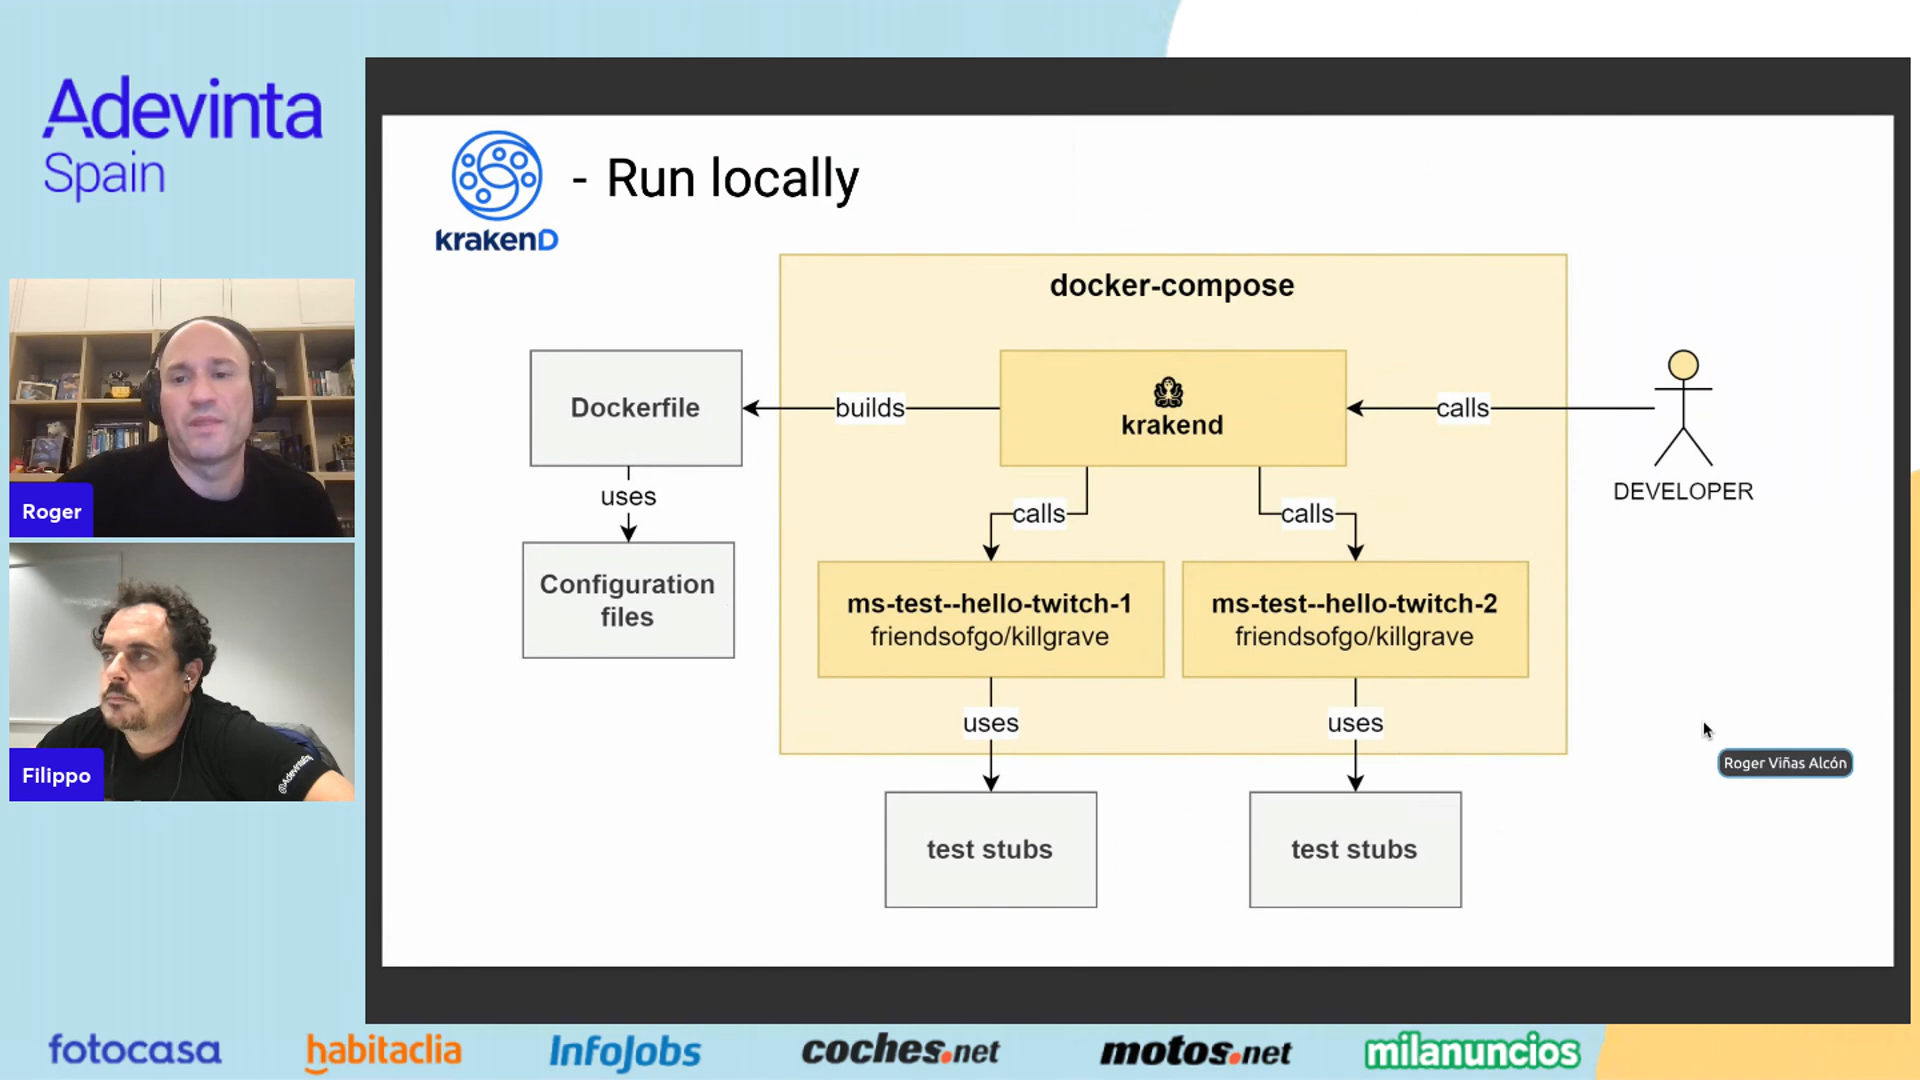 Adevinta
Spain
krakenD
- Run locally
docker-compose
Dockerfile
builds
krakend
calls
DEVELOPER
uses
calls
calls
Configuration
files
ms-test--hello-twitch-1
friendsofgo/killgrave
ms-test--hello-twitch-2
friendsofgo/killgrave
uses
uses
test stubs
test stubs
Roger
Filippo
@Adevinta
Roger Viñas Alcón
fotocasa
habitaclia
InfoJobs
coches.net
motos.net
milanuncios